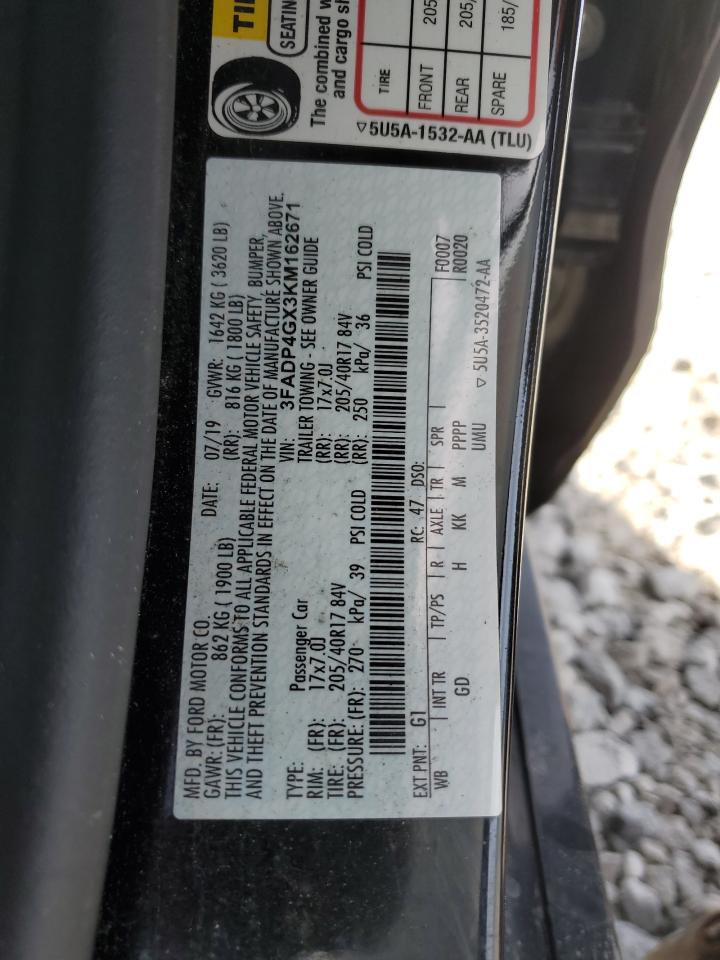 TI
SEATIN
The combined w
and cargo sh
TIRE
FRONT 205
REAR 205/
SPARE 185/
▽5U5A-1532-AA (TLU)
MFD. BY FORD MOTOR CO. DATE: 07/19 GVWR: 1642 KG ( 3620 LB)
GAWR: (FR): 862 KG ( 1900 LB) (RR): 816 KG ( 1800 LB)
THIS VEHICLE CONFORMS TO ALL APPLICABLE FEDERAL MOTOR VEHICLE SAFETY, BUMPER,
AND THEFT PREVENTION STANDARDS IN EFFECT ON THE DATE OF MANUFACTURE SHOWN ABOVE.
VIN: 3FADP4GX3KM162671
TYPE: Passenger Car TRAILER TOWING - SEE OWNER GUIDE
RIM: (FR): 17x7.0J (RR): 17x7.0J
TIRE: (FR): 205/40R17 84V (RR): 205/40R17 84V
PRESSURE: (FR): 270 kPa/ 39 PSI COLD (RR): 250 kPa/ 36 PSI COLD
EXT PNT: G1 RC: 47 DSO: F0007
WB INT TR TP/PS R AXLE TR SPR R0020
GD H KK M PPPP
UMU ▽ 5U5A-3520472-AA